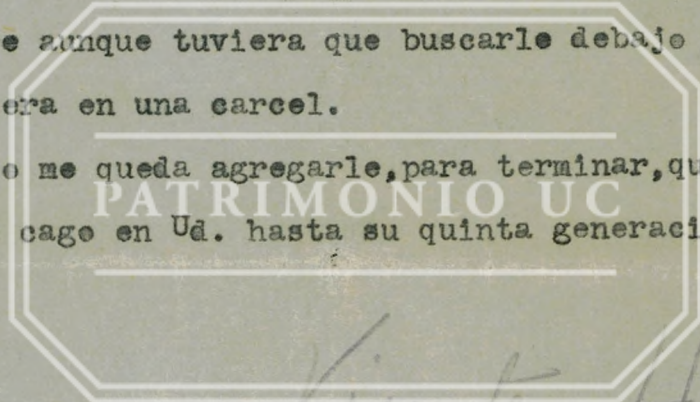 e aunque tuviera que buscarle debajo
era en una carcel.
o me queda agregarle,para terminar,qu
PATRIMONIO UC
cago en Ud. hasta su quinta generaci